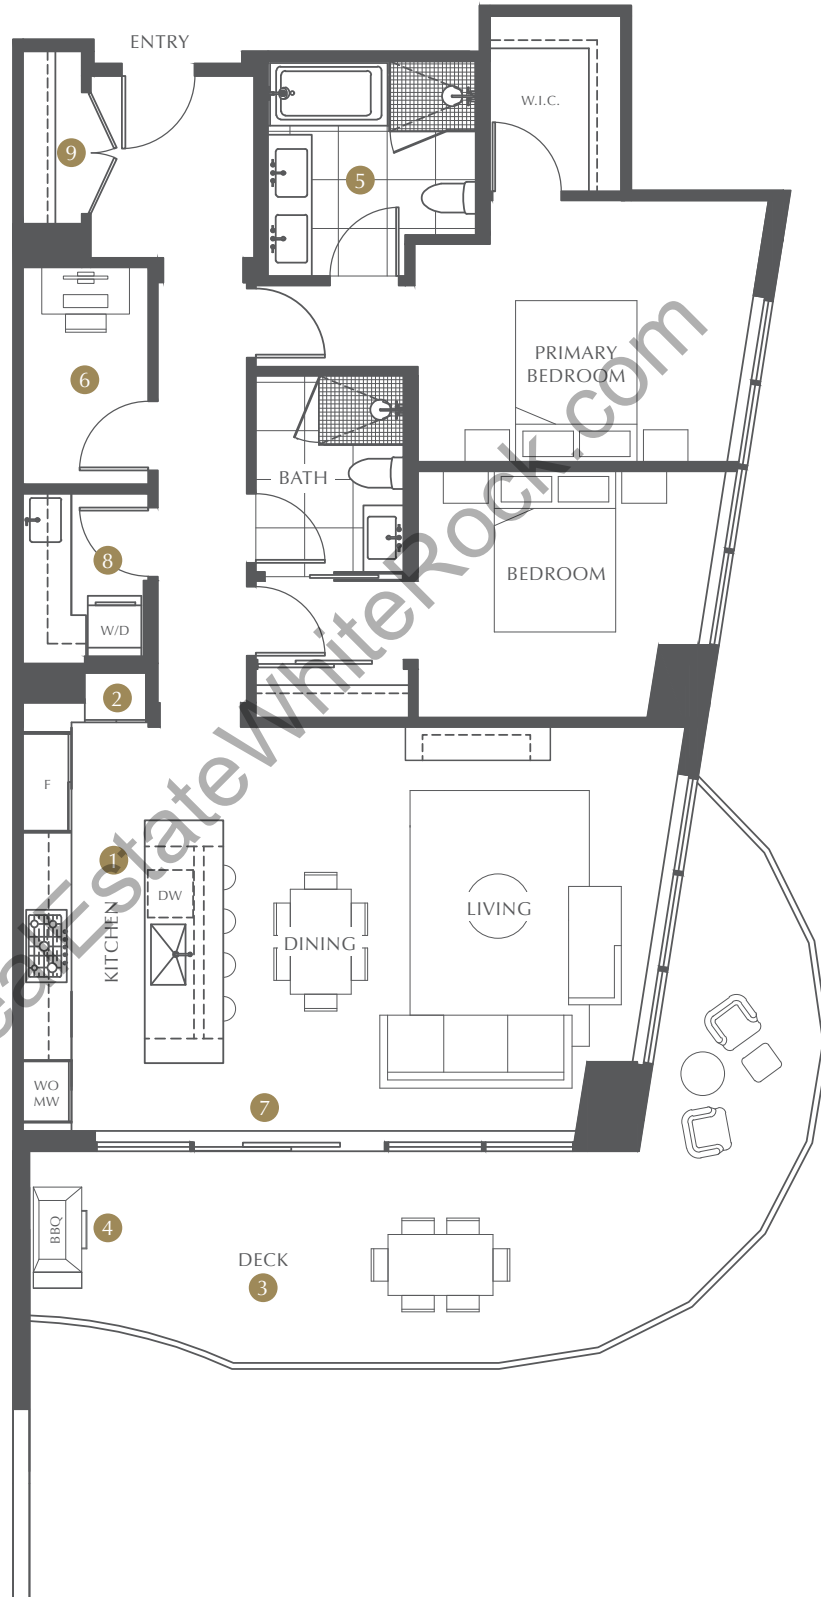 ENTRY
W.I.C.
9
5
PRIMARY
BEDROOM
6
BATH
8
BEDROOM
W/D
2
F
1
KITCHEN
DW
DINING
LIVING
WO
MW
7
BBQ
4
DECK
3
ealEstateWhiteRock.com